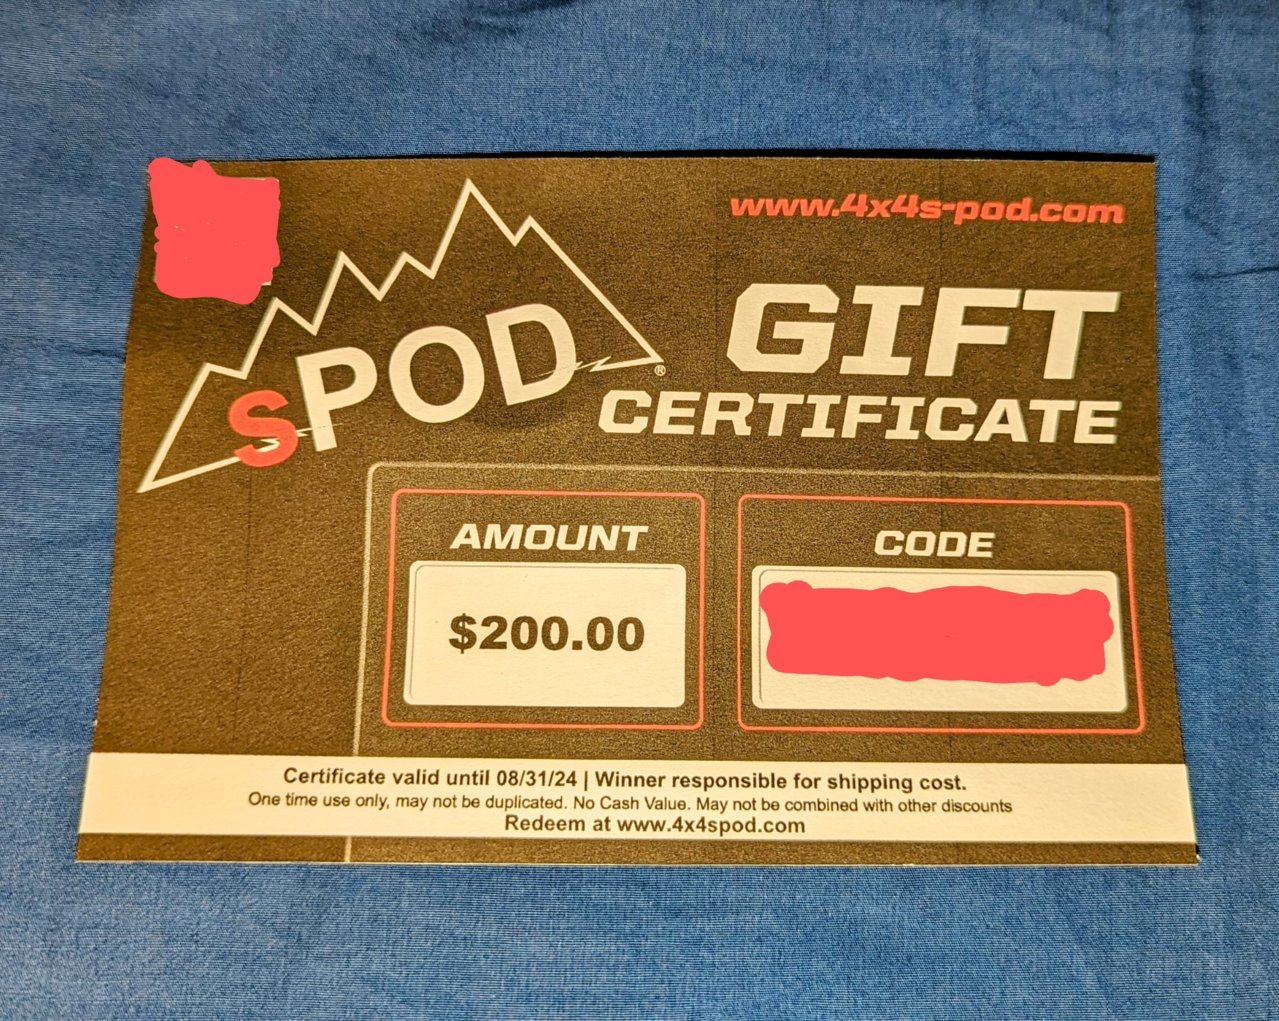 www.4x4s-pod.com
sPOD®
GIFT
CERTIFICATE
AMOUNT
$200.00
CODE
Certificate valid until 08/31/24 | Winner responsible for shipping cost.
One time use only, may not be duplicated. No Cash Value. May not be combined with other discounts
Redeem at www.4x4spod.com